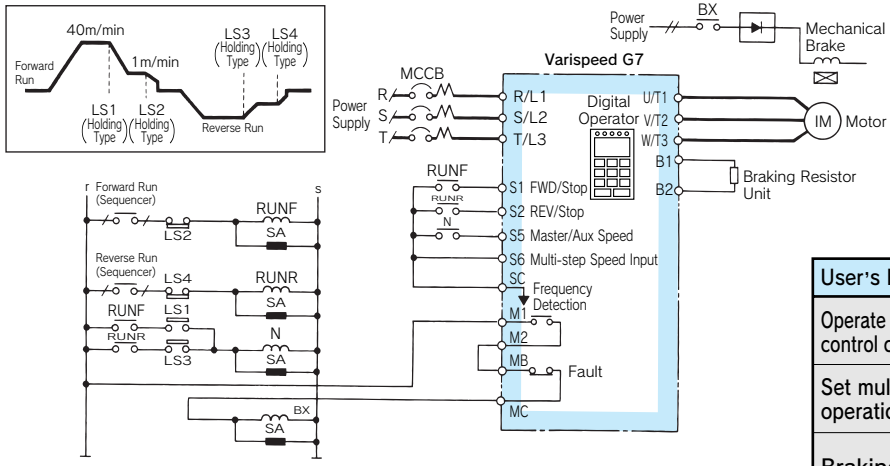 40m/min
1m/min
Forward
Run
LS1
(Holding
Type)
LS2
(Holding
Type)
Reverse Run
LS3
(Holding
Type)
LS4
(Holding
Type)
Power
Supply
BX
Mechanical
Brake
Varispeed G7
MCCB
Power
Supply
R
S
T
R/L1
S/L2
T/L3
Digital
Operator
U/T1
V/T2
W/T3
IM
Motor
B1
B2
Braking Resistor
Unit
RUNF
S1 FWD/Stop
RUNR
S2 REV/Stop
N
S5 Master/Aux Speed
S6 Multi-step Speed Input
SC
Frequency
Detection
M1
M2
MB
Fault
MC
r
s
Forward Run
(Sequencer)
LS2
RUNF
SA
Reverse Run
(Sequencer)
LS4
RUNR
SA
RUNF
LS1
RUNR
LS3
N
SA
BX
SA
User's
Operate
control
Set mul
operation
Braking